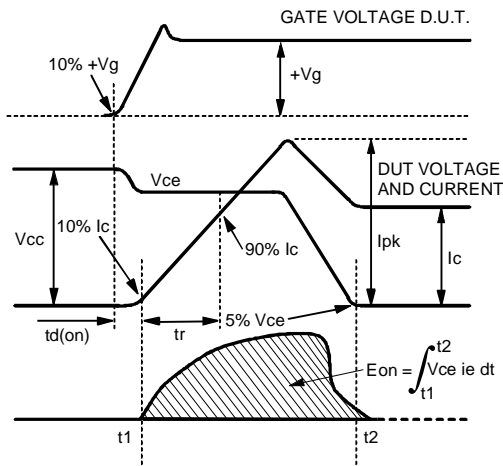 GATE VOLTAGE D.U.T.
10% +Vg
+Vg
Vce
DUT VOLTAGE
AND CURRENT
Vcc
10% Ic
90% Ic
Ipk
Ic
td(on)
tr
5% Vce
Eon = ∫ Vce ie dt
t2
t1
t1
t2